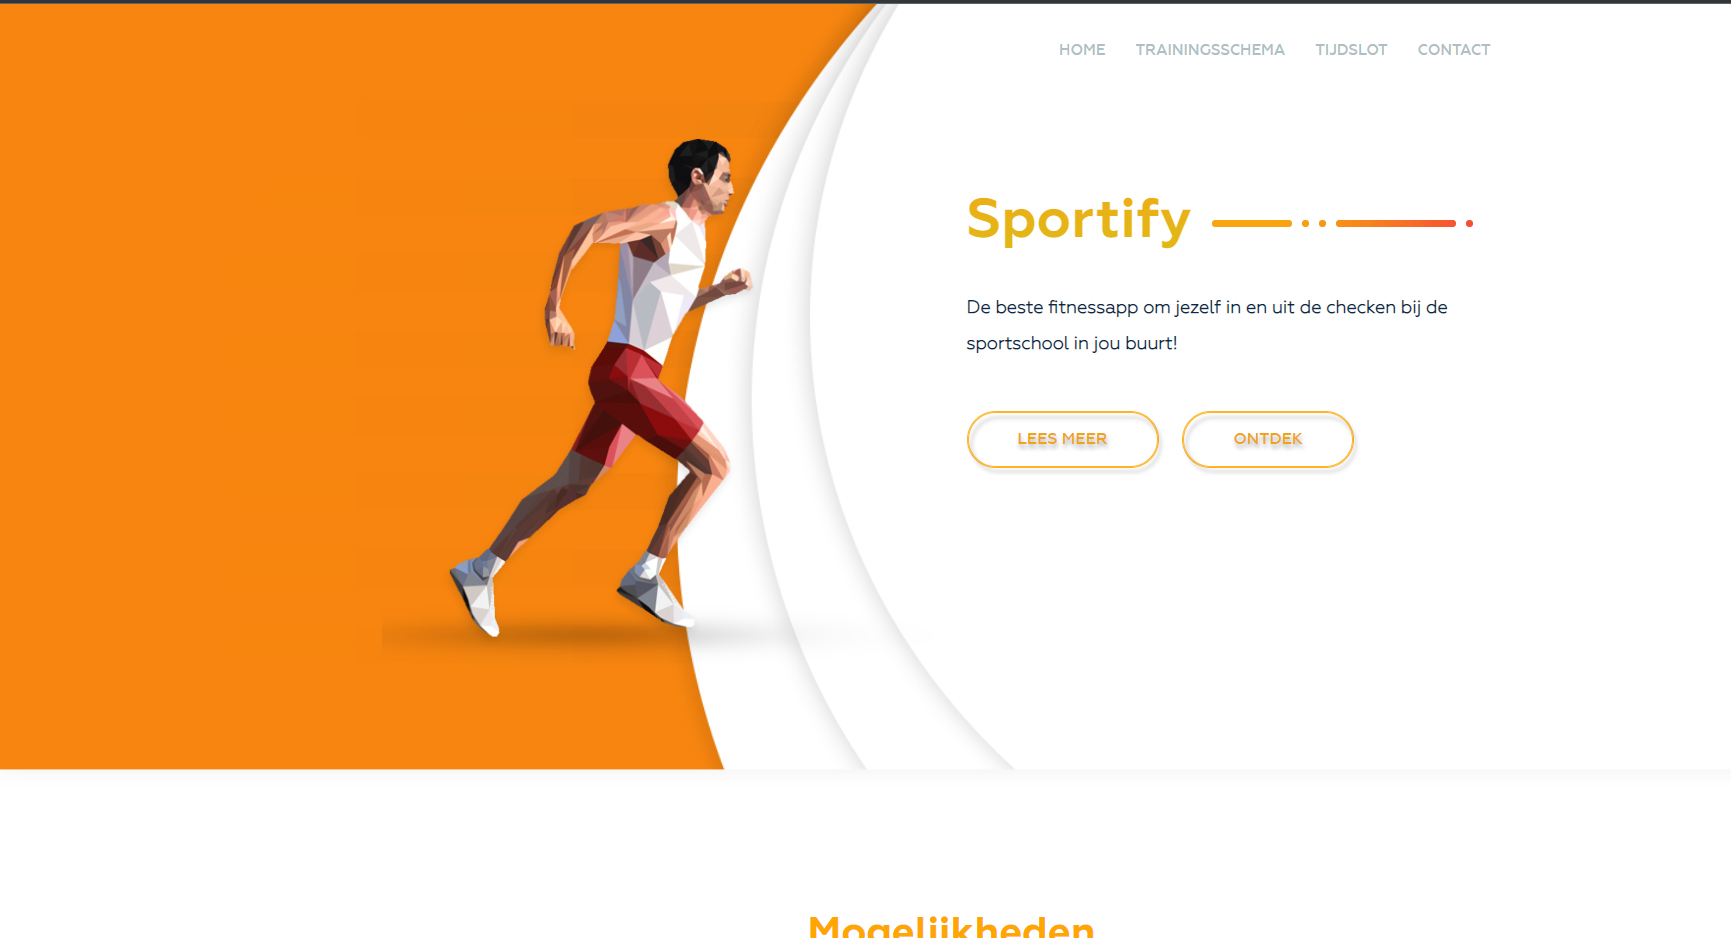 HOME TRAININGSSCHEMA TIJDSLOT CONTACT
Sportify
De beste fitnessapp om jezelf in en uit de checken bij de
sportschool in jou buurt!
LEES MEER ONTDEK
Mogelijkheden